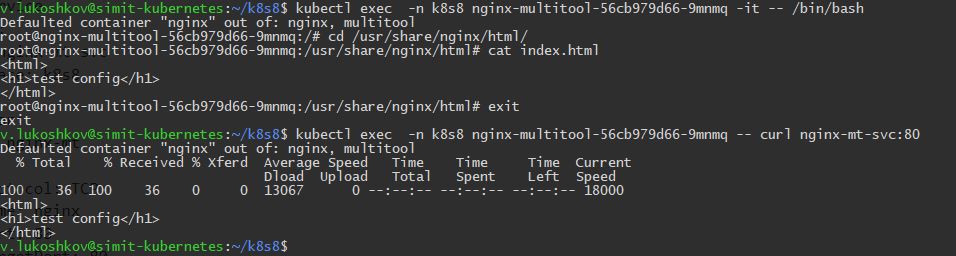 v.lukoshkov@simit-kubernetes:~/k8s8$ kubectl exec  -n k8s8 nginx-multitool-56cb979d66-9mnmq -it -- /bin/bash
Defaulted container "nginx" out of: nginx, multitool
root@nginx-multitool-56cb979d66-9mnmq:/# cd /usr/share/nginx/html/
root@nginx-multitool-56cb979d66-9mnmq:/usr/share/nginx/html# cat index.html
<html>
<h1>test config</h1>
</html>
root@nginx-multitool-56cb979d66-9mnmq:/usr/share/nginx/html# exit
exit
v.lukoshkov@simit-kubernetes:~/k8s8$ kubectl exec  -n k8s8 nginx-multitool-56cb979d66-9mnmq -- curl nginx-mt-svc:80
Defaulted container "nginx" out of: nginx, multitool
  % Total    % Received % Xferd  Average Speed   Time    Time     Time  Current
                                 Dload  Upload   Total   Spent    Left  Speed
100    36  100    36    0     0  13067      0 --:--:-- --:--:-- --:--:-- 18000
<html>
<h1>test config</h1>
</html>
v.lukoshkov@simit-kubernetes:~/k8s8$